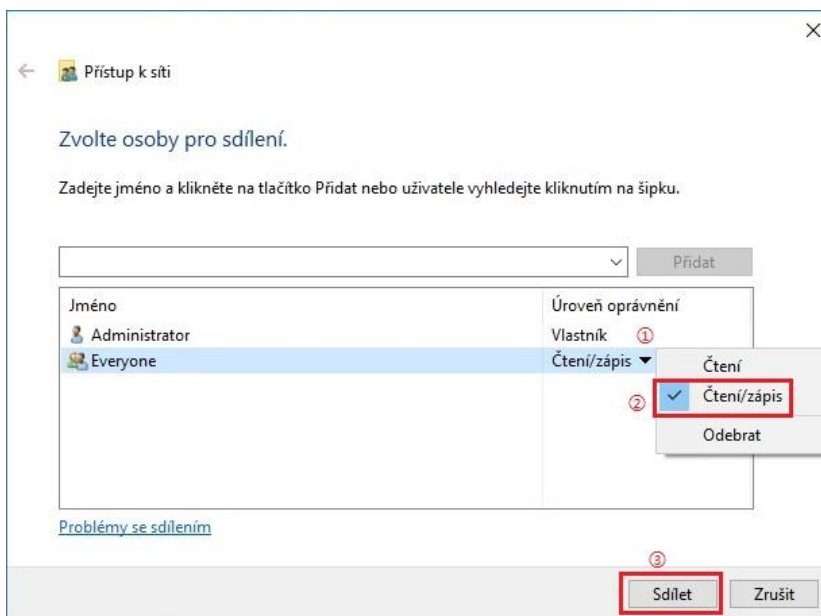 Přístup k síti
Zvolte osoby pro sdílení.
Zadejte jméno a klikněte na tlačítko Přidat nebo uživatele vyhledejte kliknutím na šipku.
Přidat
Jméno Úroveň oprávnění
Administrator Vlastník ①
Everyone Čtení/zápis
Čtení
② Čtení/zápis
Odebrat
Problémy se sdílením
③
Sdílet Zrušit